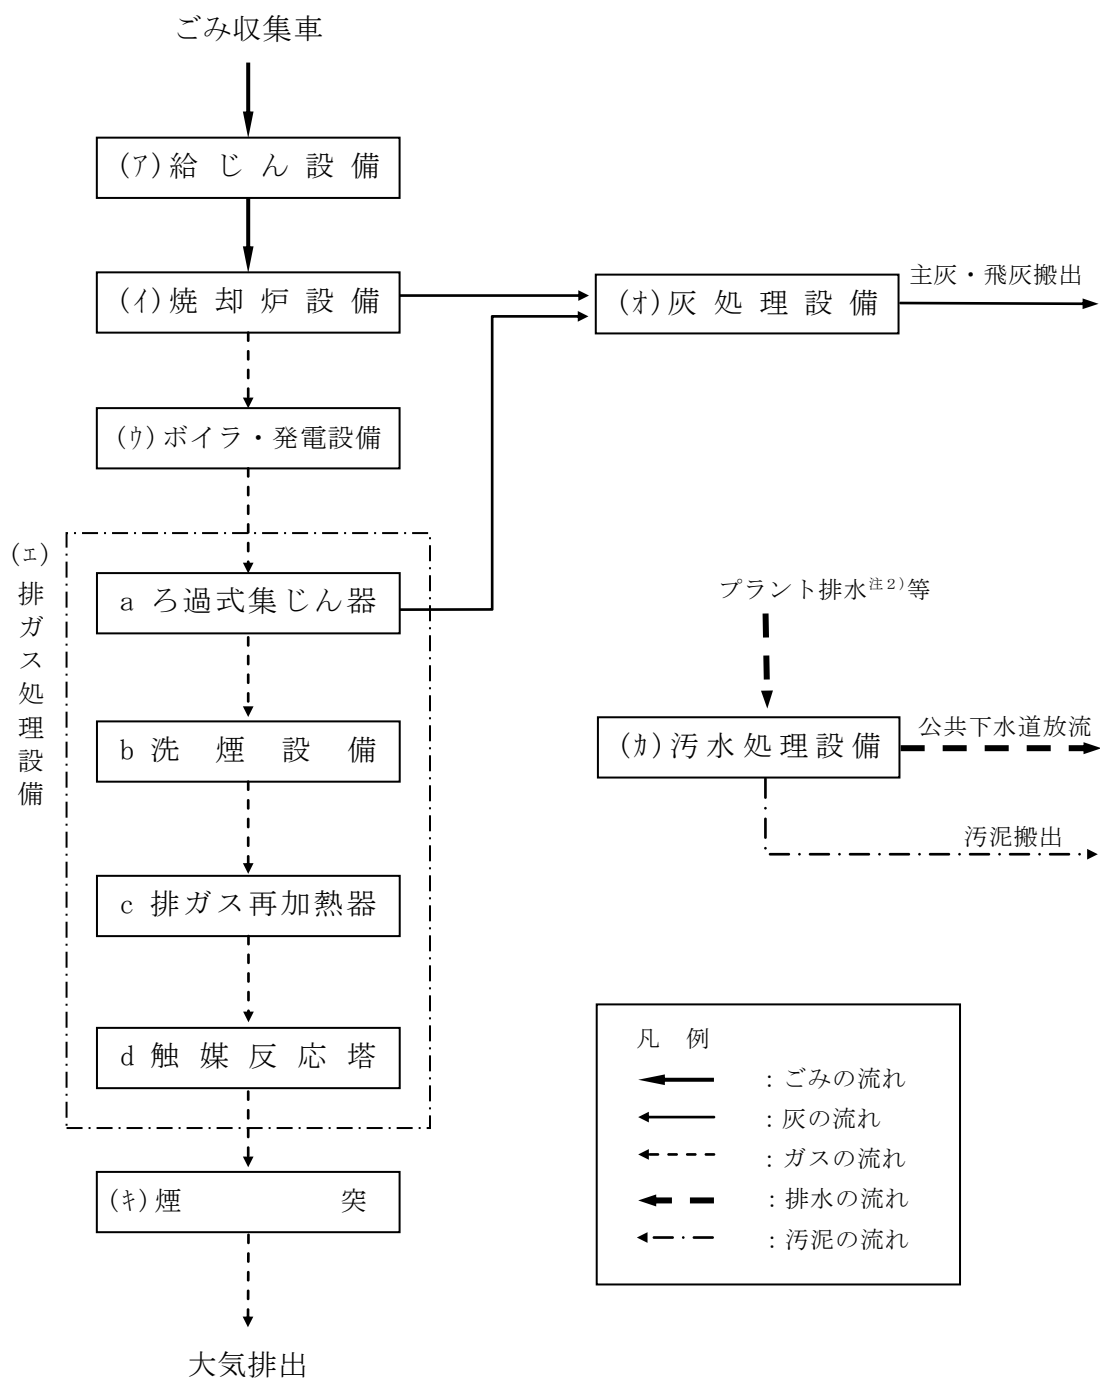 ごみ収集車
(ｱ)給じん設備
(ｲ)焼却炉設備
(ｵ)灰処理設備
主灰・飛灰搬出
(ｳ)ボイラ・発電設備
(ｴ)排ガス処理設備
a ろ過式集じん器
b 洗煙設備
c 排ガス再加熱器
d 触媒反応塔
(ｷ)煙突
大気排出
プラント排水注2)等
(ｶ)汚水処理設備
公共下水道放流
汚泥搬出
凡例
：ごみの流れ
：灰の流れ
：ガスの流れ
：排水の流れ
：汚泥の流れ